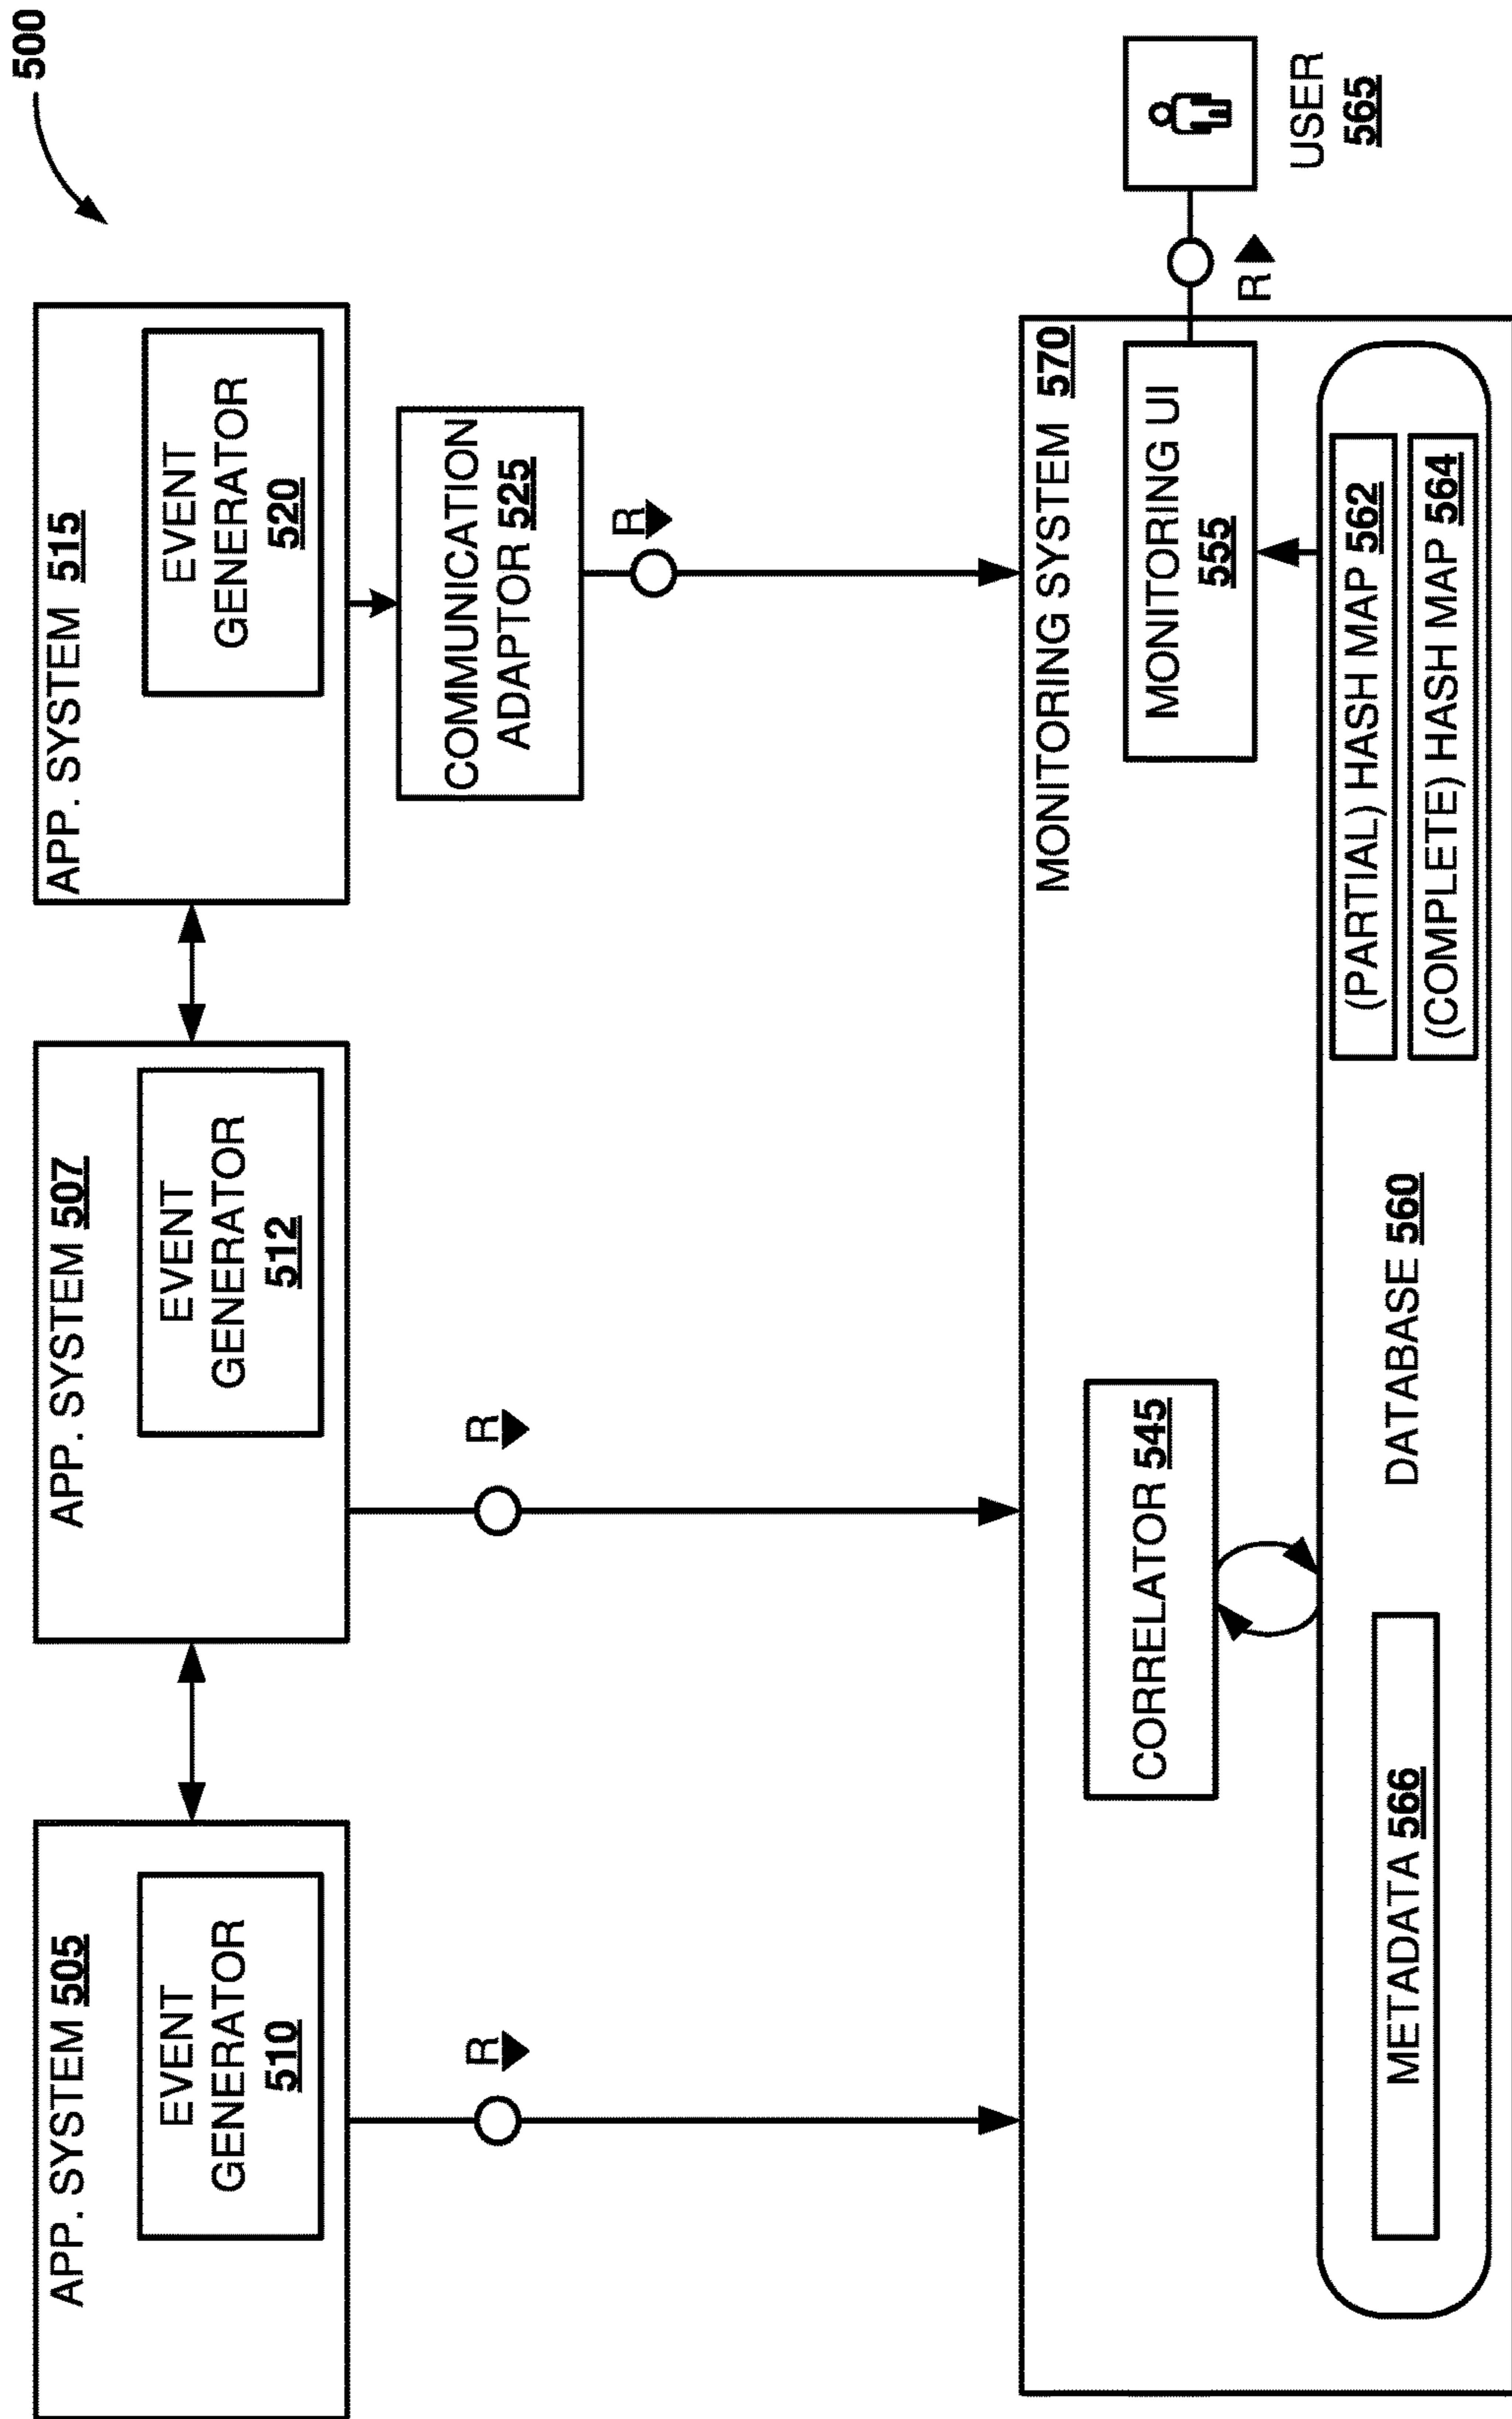 500
APP. SYSTEM 505
EVENT
GENERATOR
510
APP. SYSTEM 507
EVENT
GENERATOR
512
APP. SYSTEM 515
EVENT
GENERATOR
520
COMMUNICATION
ADAPTOR 525
R
R
R
MONITORING SYSTEM 570
CORRELATOR 545
MONITORING UI
555
R
USER
565
METADATA 566
DATABASE 560
(PARTIAL) HASH MAP 562
(COMPLETE) HASH MAP 564